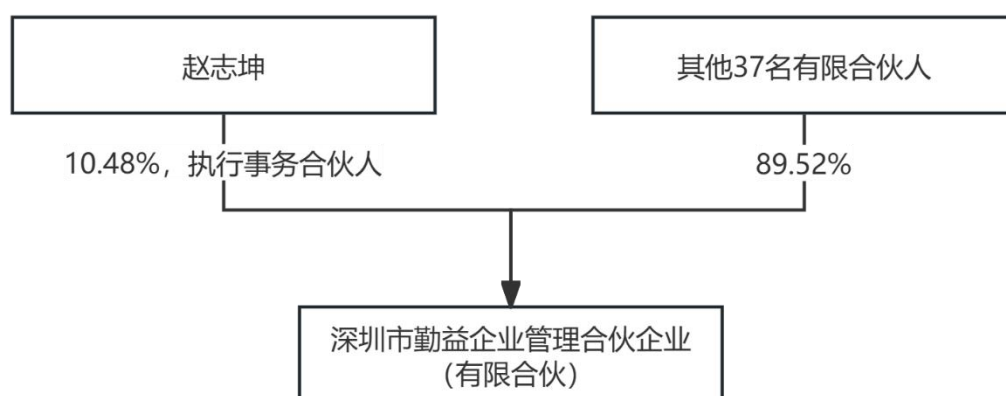 赵志坤
其他37名有限合伙人
10.48%，执行事务合伙人
89.52%
深圳市勤益企业管理合伙企业
（有限合伙）